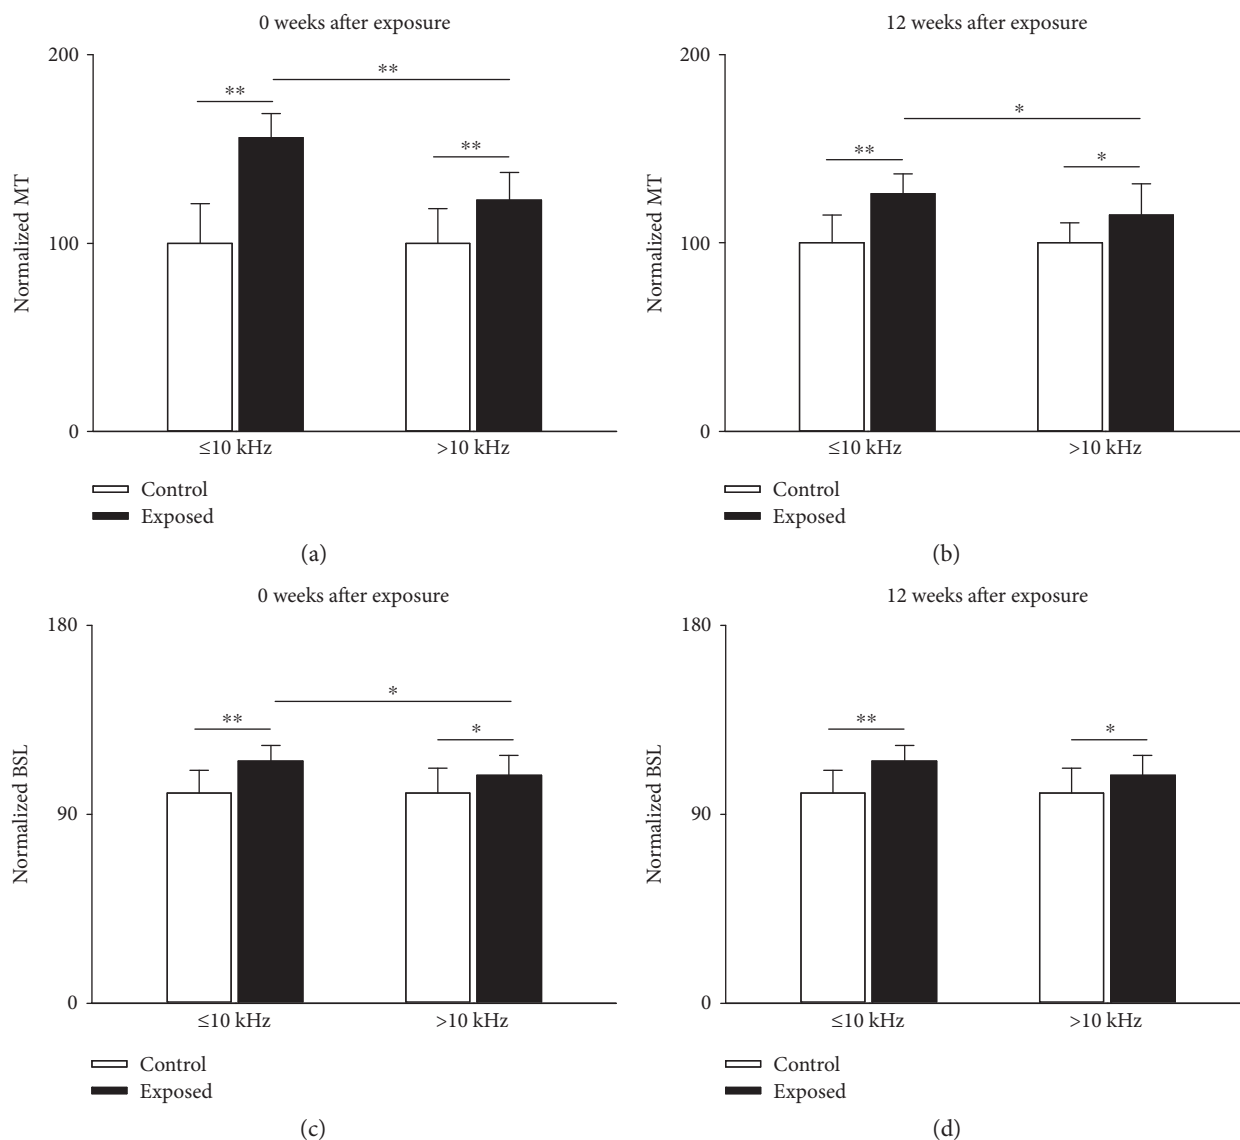 0 weeks after exposure
200
100
0
Normalized MT
**
**
**
≤10 kHz
>10 kHz
Control
Exposed
(a)
12 weeks after exposure
200
100
0
Normalized MT
*
**
*
≤10 kHz
>10 kHz
Control
Exposed
(b)
0 weeks after exposure
180
90
0
Normalized BSL
*
**
*
≤10 kHz
>10 kHz
Control
Exposed
(c)
12 weeks after exposure
180
90
0
Normalized BSL
**
*
≤10 kHz
>10 kHz
Control
Exposed
(d)